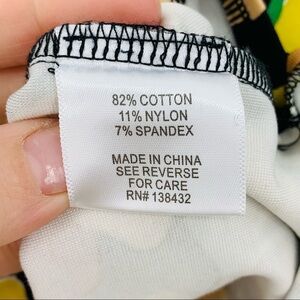 82% COTTON
11% NYLON
7% SPANDEX
MADE IN CHINA
SEE REVERSE
FOR CARE
RN# 138432